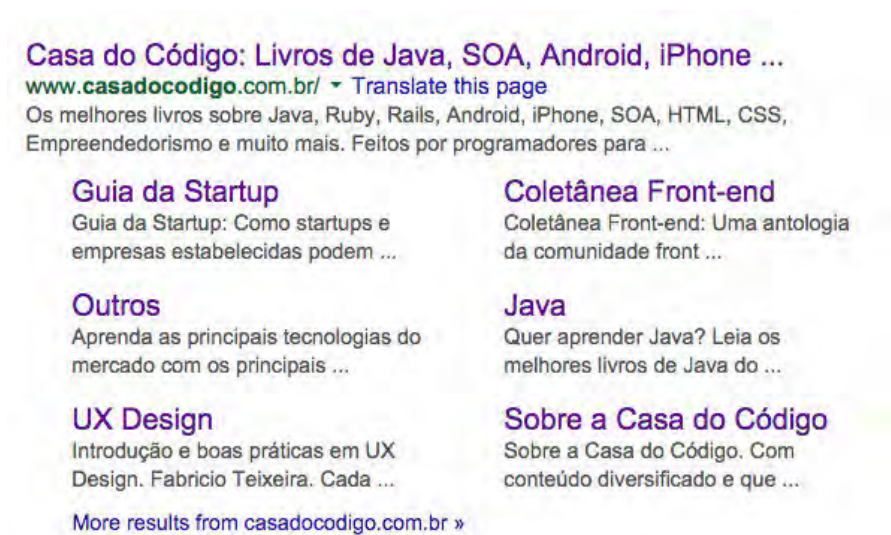 Casa do Código: Livros de Java, SOA, Android, iPhone ...
www.casadocodigo.com.br/ Translate this page
Os melhores livros sobre Java, Ruby, Rails, Android, iPhone, SOA, HTML, CSS,
Empreendedorismo e muito mais. Feitos por programadores para ...
Guia da Startup
Guia da Startup: Como startups e
empresas estabelecidas podem ...
Coletânea Front-end
Coletânea Front-end: Uma antologia
da comunidade front ...
Outros
Aprenda as principais tecnologias do
mercado com os principais ...
Java
Quer aprender Java? Leia os
melhores livros de Java do ...
UX Design
Introdução e boas práticas em UX
Design. Fabricio Teixeira. Cada ...
Sobre a Casa do Código
Sobre a Casa do Código. Com
conteúdo diversificado e que ...
More results from casadocodigo.com.br »